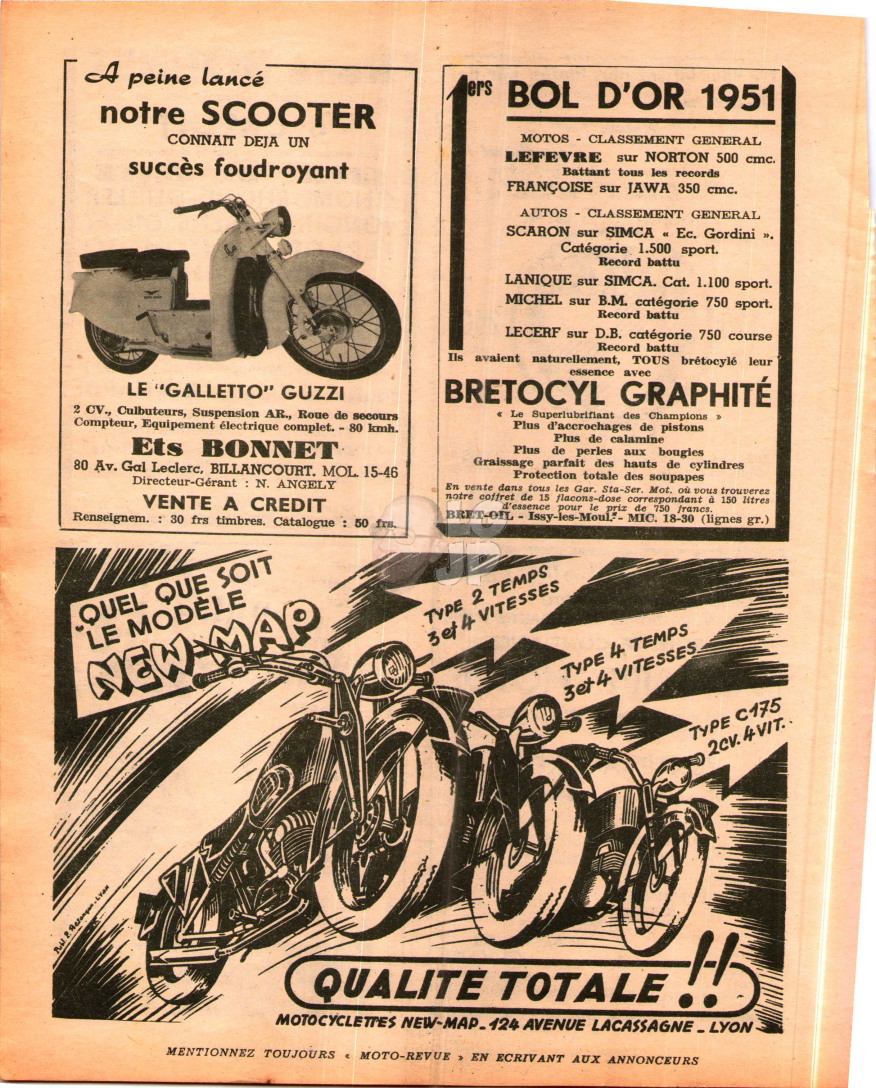 A peine lancé
notre SCOOTER
CONNAIT DEJA UN
succès foudroyant
LE "GALLETTO" GUZZI
2 CV., Culbuteurs, Suspension AR., Roue de secours
Compteur, Equipement électrique complet. - 80 kmh.
Ets BONNET
80 Av. Gal Leclerc, BILLANCOURT. MOL. 15-46
Directeur-Gérant : N. ANGELY
VENTE A CREDIT
Renseignem. : 30 frs timbres. Catalogue : 50 frs.
1ers BOL D'OR 1951
MOTOS - CLASSEMENT GENERAL
LEFEVRE sur NORTON 500 cmc.
Battant tous les records
FRANÇOISE sur JAWA 350 cmc.
AUTOS - CLASSEMENT GENERAL
SCARON sur SIMCA « Ec. Gordini ».
Catégorie 1.500 sport.
Record battu
LANIQUE sur SIMCA. Cat. 1.100 sport.
MICHEL sur B.M. catégorie 750 sport.
Record battu
LECERF sur D.B. catégorie 750 course
Record battu
Ils avaient naturellement, TOUS brétocylé leur
essence avec
BRETOCYL GRAPHITÉ
« Le Superlubrifiant des Champions »
Plus d'accrochages de pistons
Plus de calamine
Plus de perles aux bougies
Graissage parfait des hauts de cylindres
Protection totale des soupapes
En vente dans tous les Gar. Sta-Ser. Mot. où vous trouverez
notre coffret de 15 flacons-dose correspondant à 150 litres
d'essence pour le prix de 750 francs.
BRET-OIL - Issy-les-Moul. - MIC. 18-30 (lignes gr.)
QUEL QUE SOIT
LE MODÈLE
NEW-MAP
TYPE 2 TEMPS
3 et 4 VITESSES
TYPE 4 TEMPS
3 et 4 VITESSES
TYPE C175
2CV. 4 VIT.
QUALITÉ TOTALE !!
MOTOCYCLETTES NEW-MAP - 124 AVENUE LACASSAGNE - LYON
MENTIONNEZ TOUJOURS « MOTO-REVUE » EN ECRIVANT AUX ANNONCEURS